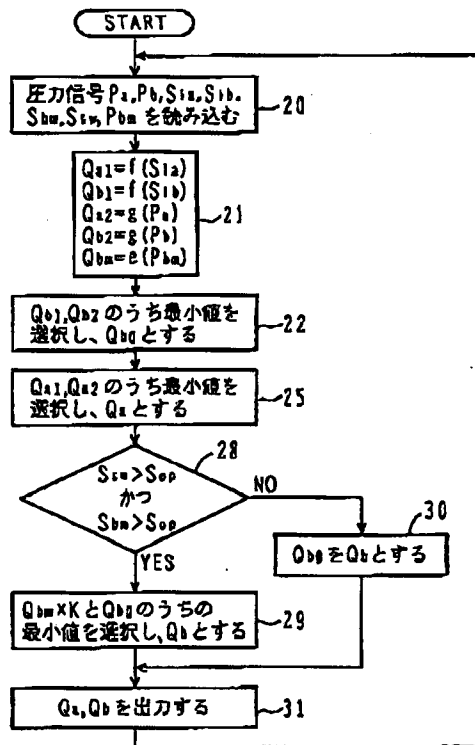 START
圧力信号Pa,Pb,Sia,Sib,
Sbm,Ssw,Pbmを読み込む
20
Qa1=f(Sia)
Qb1=f(Sib)
Qa2=g(Pa)
Qb2=g(Pb)
Qbm=e(Pbm)
21
Qb1,Qb2のうち最小値を
選択し、Qbgとする
22
Qa1,Qa2のうち最小値を
選択し、Qaとする
25
28
Ssw>Sop
かつ
Sbm>Sop
NO
YES
30
QbgをQbとする
Qbm×KとQbgのうちの
最小値を選択し、Qbとする
29
Qa,Qbを出力する
31